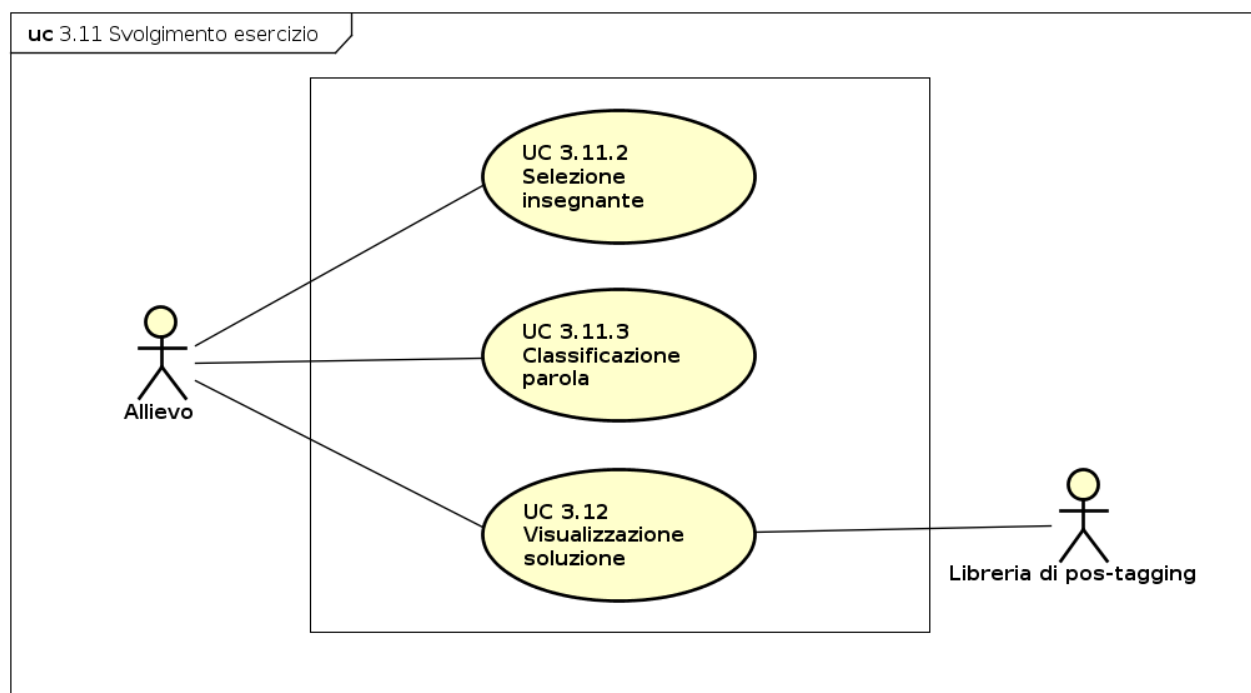 uc 3.11 Svolgimento esercizio
UC 3.11.2
Selezione
insegnante
UC 3.11.3
Classificazione
parola
Allievo
UC 3.12
Visualizzazione
soluzione
Libreria di pos-tagging